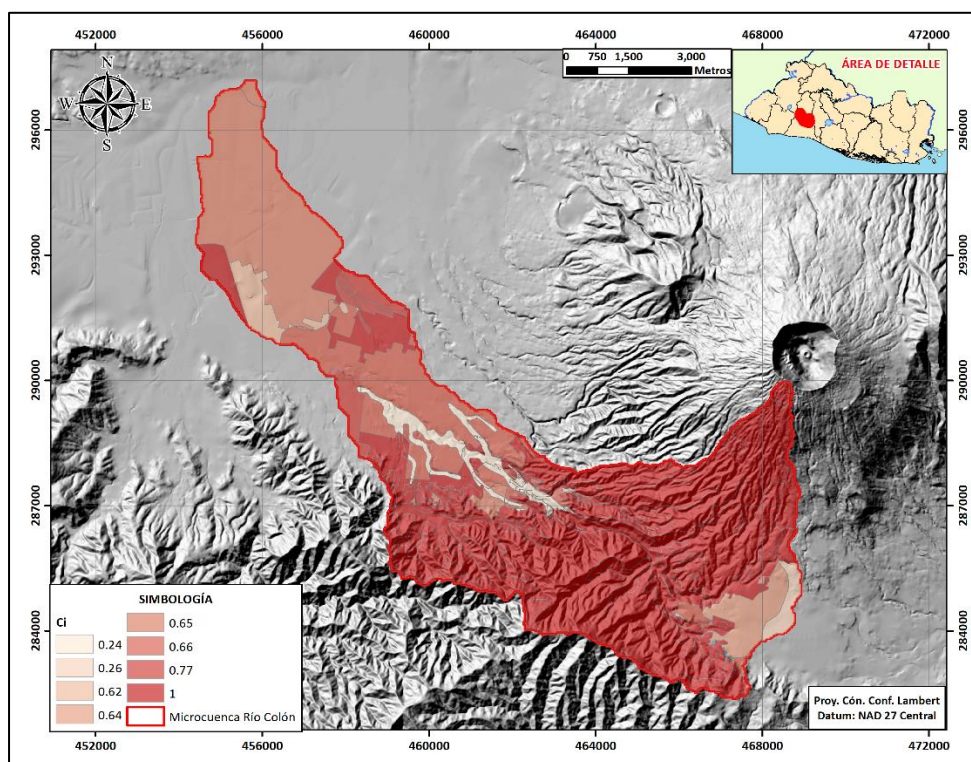 452000 456000 460000 464000 468000 472000
0 750 1,500 3,000
Metros
ÁREA DE DETALLE
N
W E
S
296000 296000
293000 293000
290000 290000
287000 287000
284000 284000
SIMBOLOGÍA
Ci
0.24
0.26
0.62
0.64
0.65
0.66
0.77
1
Microcuenca Río Colón
Proy. Cón. Conf. Lambert
Datum: NAD 27 Central
452000 456000 460000 464000 468000 472000